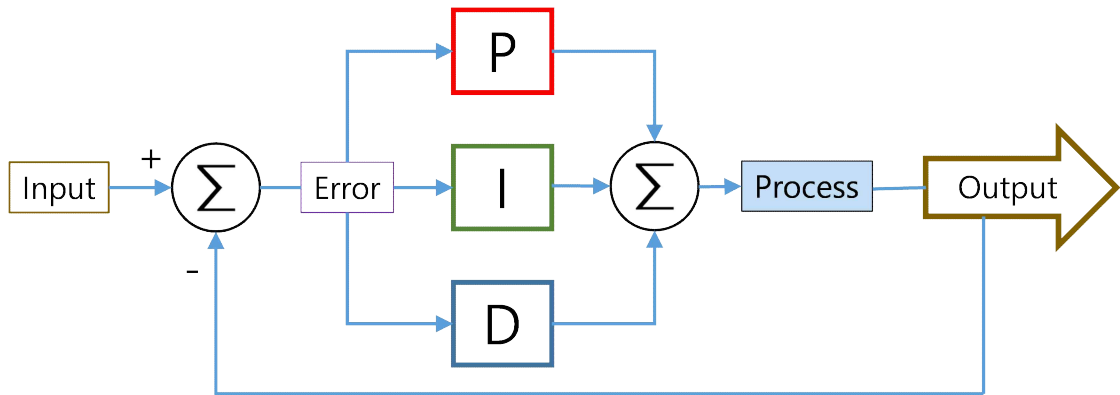 P
+
Input
∑
Error
I
∑
Process
Output
-
D